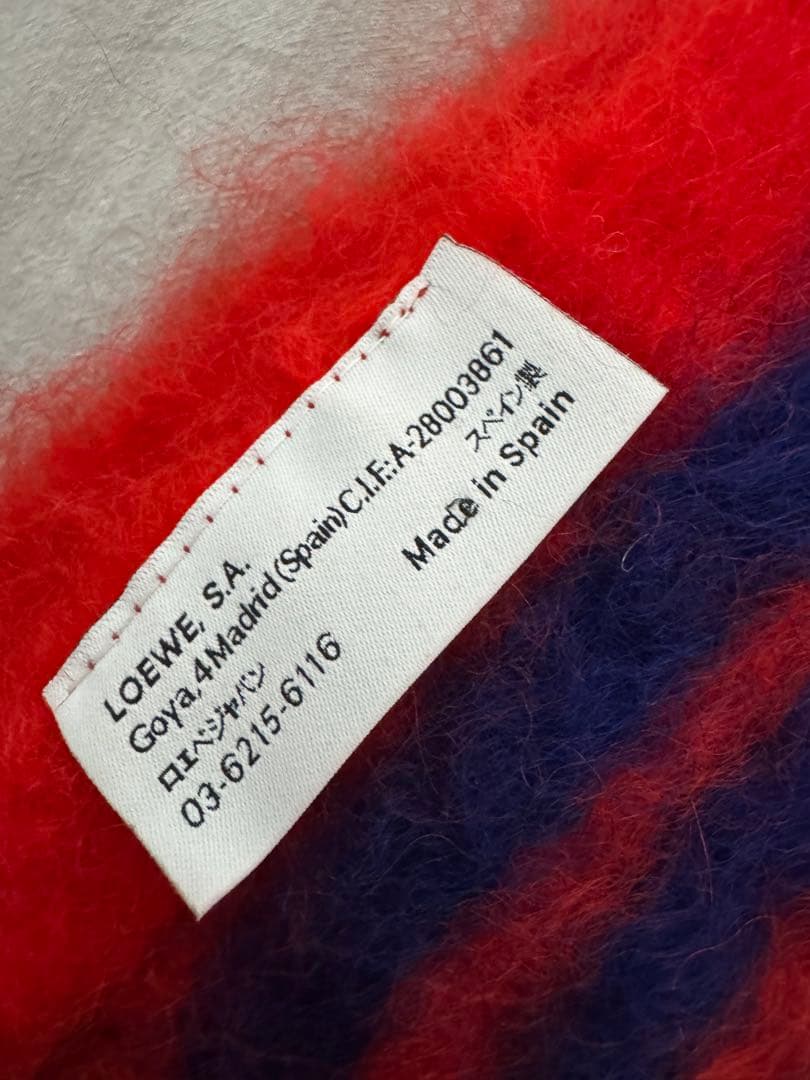 LOEWE, S.A.
Goya, 4 Madrid (Spain) C.I.F.: A-28003861
ロエベジャパン
03-6215-6116
スペイン製
Made in Spain